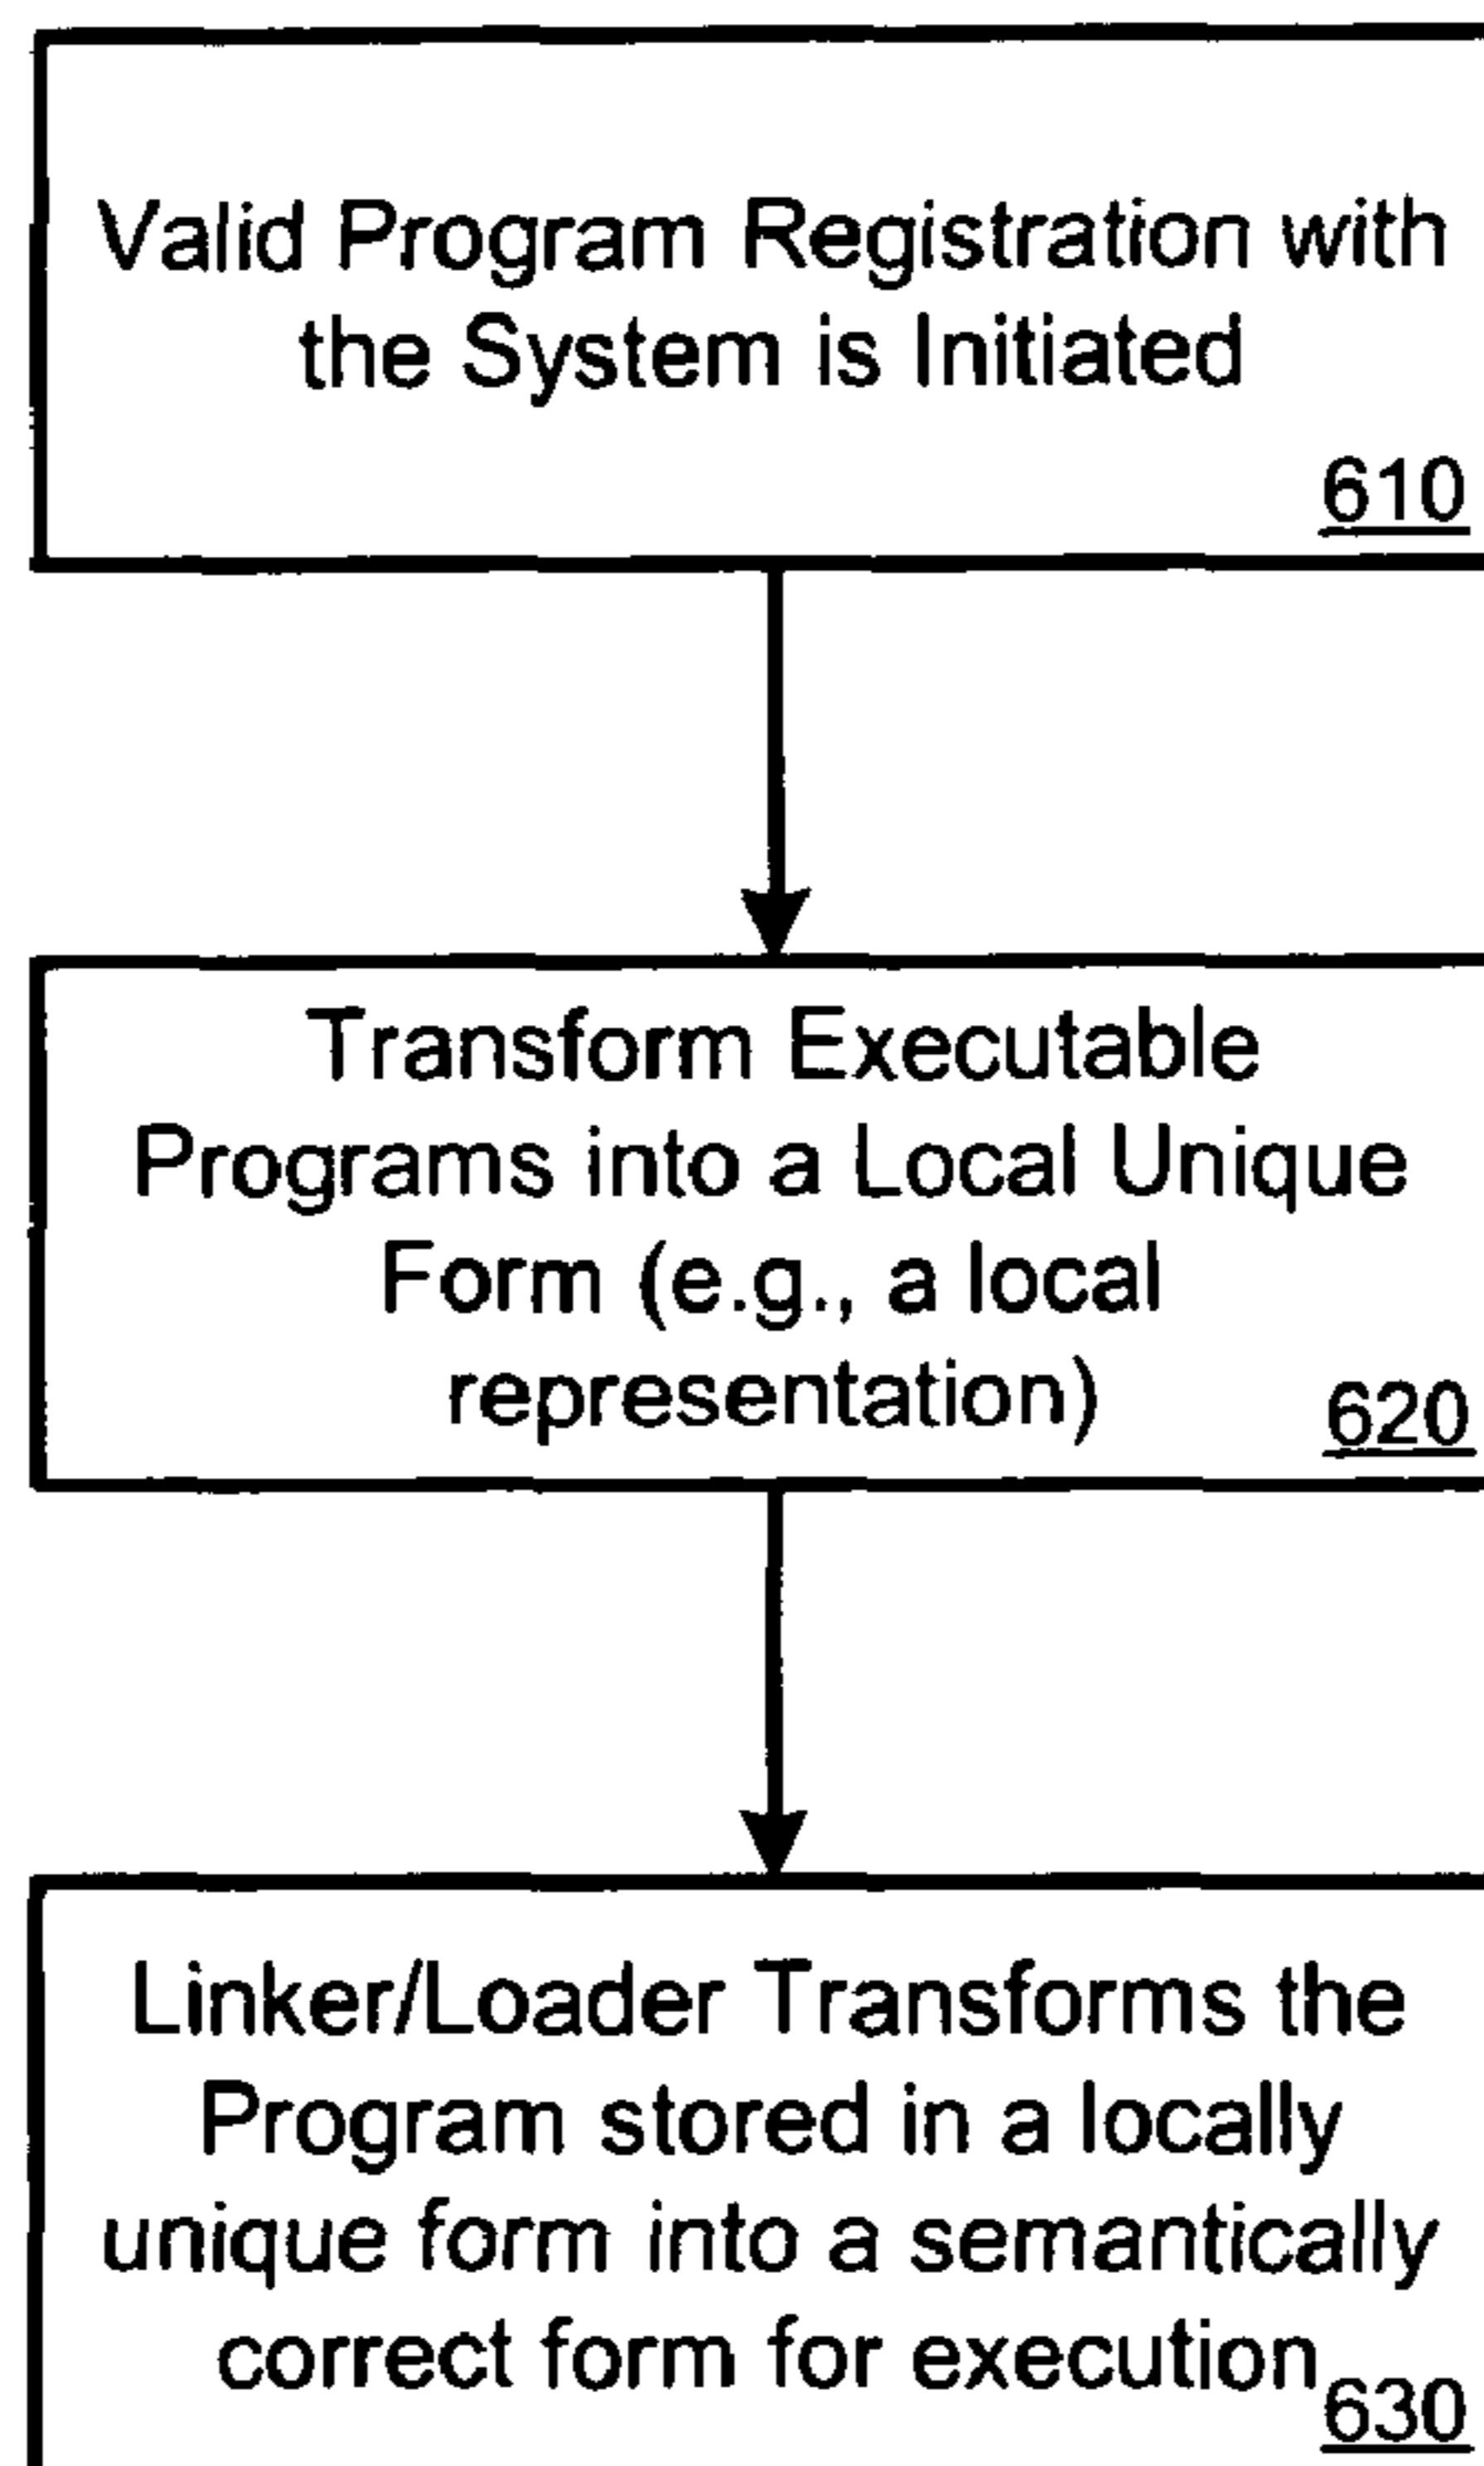 Valid Program Registration with
the System is Initiated
610
Transform Executable
Programs into a Local Unique
Form (e.g., a local
representation)
620
Linker/Loader Transforms the
Program stored in a locally
unique form into a semantically
correct form for execution
630